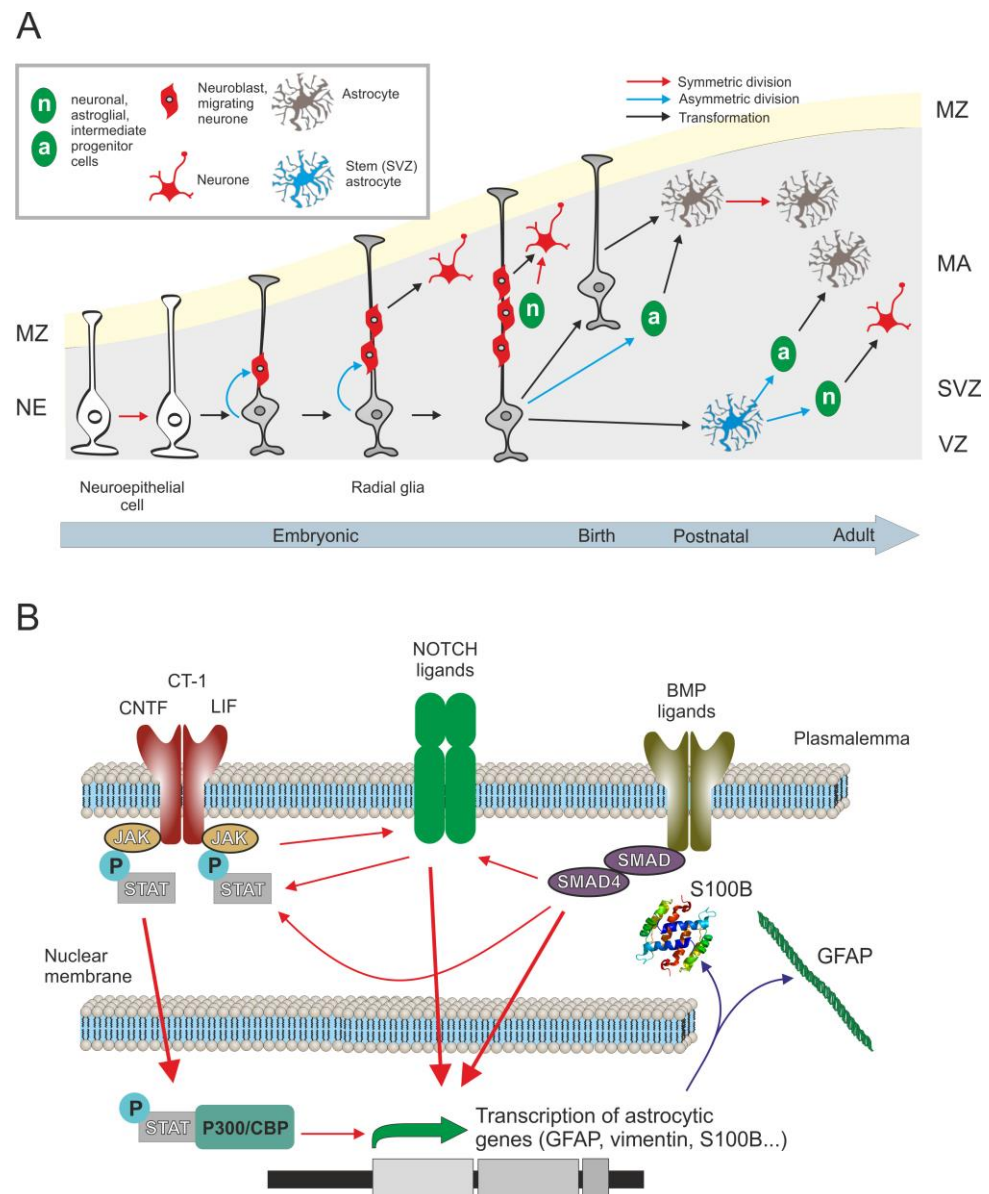 A
n
a
neuronal,
astroglial,
intermediate
progenitor
cells
Neuroblast,
migrating
neurone
Neurone
Astrocyte
Stem (SVZ)
astrocyte
Symmetric division
Asymmetric division
Transformation
MZ
MA
SVZ
VZ
MZ
NE
n
a
a
n
Neuroepithelial
cell
Radial glia
Embryonic
Birth
Postnatal
Adult
B
CT-1
CNTF
LIF
NOTCH
ligands
BMP
ligands
Plasmalemma
JAK
JAK
P
P
STAT
STAT
SMAD
SMAD4
S100B
GFAP
Nuclear
membrane
P
STAT
P300/CBP
Transcription of astrocytic
genes (GFAP, vimentin, S100B...)